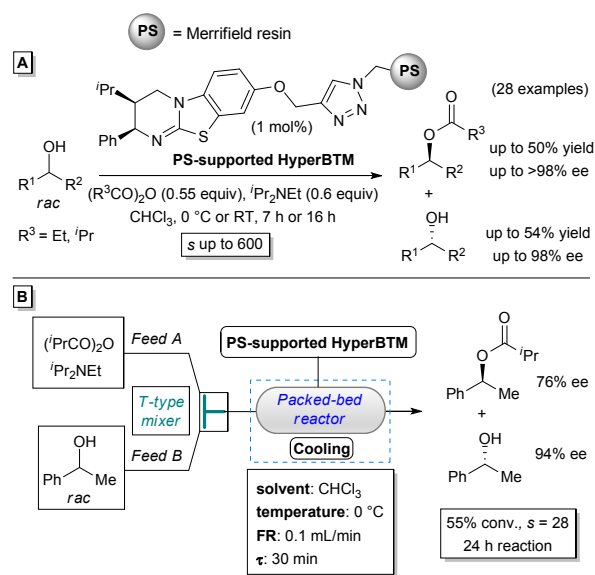 PS = Merrifield resin
A
ⁱPr
N
O
N
N
N
PS
Ph
N
S
(1 mol%)
PS-supported HyperBTM
(28 examples)
OH
R¹ R²
rac
R³ = Et, ⁱPr
(R³CO)₂O (0.55 equiv), ⁱPr₂NEt (0.6 equiv)
CHCl₃, 0 °C or RT, 7 h or 16 h
s up to 600
O
O R³
R¹ R²
up to 50% yield
up to >98% ee
+
OH
R¹ R²
up to 54% yield
up to 98% ee
B
(ⁱPrCO)₂O
ⁱPr₂NEt
Feed A
T-type
mixer
OH
Ph Me
rac
Feed B
PS-supported HyperBTM
Packed-bed
reactor
Cooling
solvent: CHCl₃
temperature: 0 °C
FR: 0.1 mL/min
τ: 30 min
O
O ⁱPr
Ph Me
76% ee
+
OH
Ph Me
94% ee
55% conv., s = 28
24 h reaction